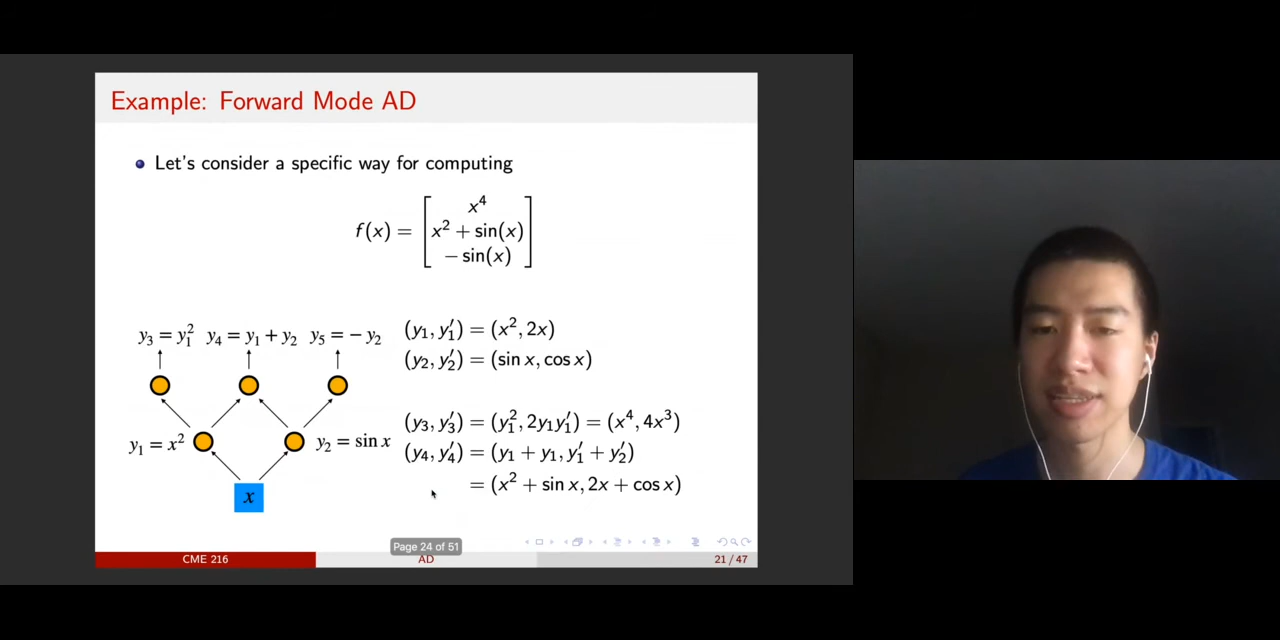 Example: Forward Mode AD
Let's consider a specific way for computing
x⁴
f(x) = [ x² + sin(x) ]
− sin(x)
y₃ = y₁² y₄ = y₁ + y₂ y₅ = − y₂
(y₁, y₁′) = (x², 2x)
(y₂, y₂′) = (sin x, cos x)
y₁ = x²
y₂ = sin x
x
(y₃, y₃′) = (y₁², 2y₁y₁′) = (x⁴, 4x³)
(y₄, y₄′) = (y₁ + y₁, y₁′ + y₂′)
= (x² + sin x, 2x + cos x)
Page 24 of 51
CME 216
AD
21 / 47